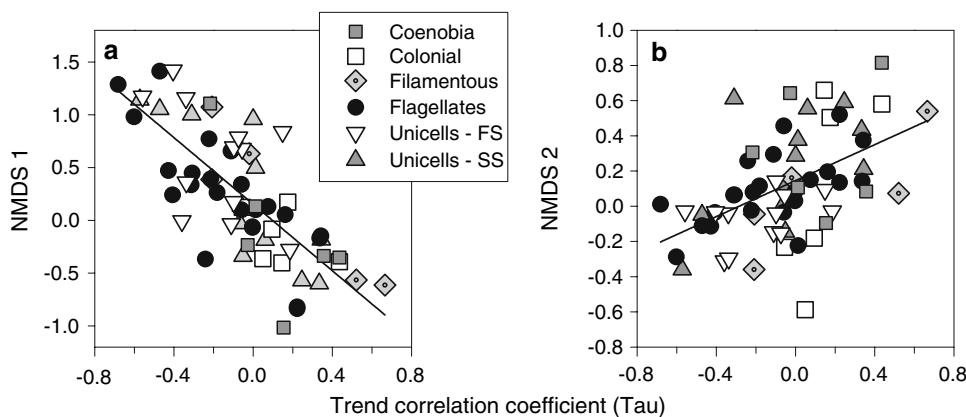 a
Coenobia
Colonial
Filamentous
Flagellates
Unicells - FS
Unicells - SS
b
NMDS 1
1.5
1.0
0.5
0.0
-0.5
-1.0
-0.8 -0.4 0.0 0.4 0.8
NMDS 2
1.0
0.8
0.6
0.4
0.2
0.0
-0.2
-0.4
-0.6
-0.8
-0.8 -0.4 0.0 0.4 0.8
Trend correlation coefficient (Tau)